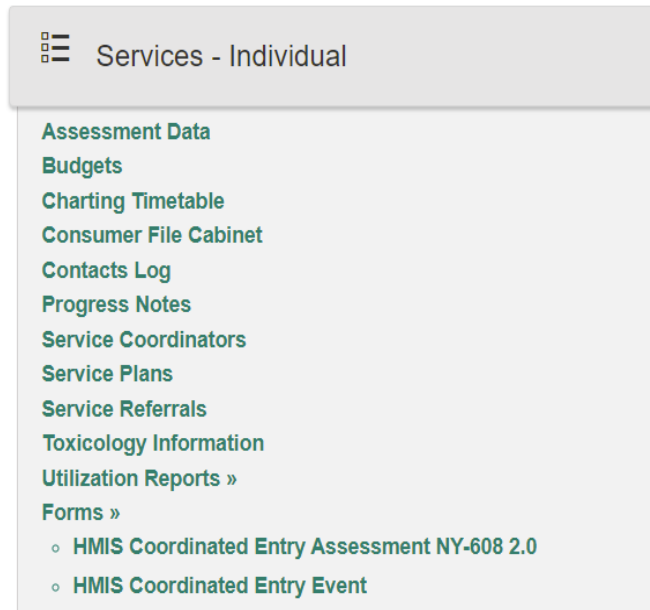 Services - Individual
Assessment Data
Budgets
Charting Timetable
Consumer File Cabinet
Contacts Log
Progress Notes
Service Coordinators
Service Plans
Service Referrals
Toxicology Information
Utilization Reports »
Forms »
HMIS Coordinated Entry Assessment NY-608 2.0
HMIS Coordinated Entry Event